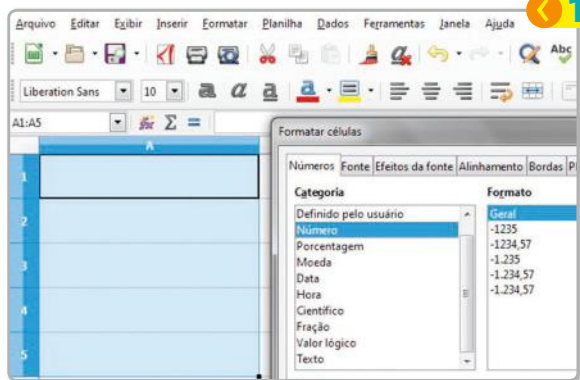 1
Arquivo Editar Exibir Inserir Formatar Planilha Dados Ferramentas Janela Ajuda
Abc
Liberation Sans 10 a a a a
A1:A5 Σ =
A
Formatar células
Números Fonte Efeitos da fonte Alinhamento Bordas
Categoria Formato
Definido pelo usuário Geral
Número -1235
Porcentagem -1234,57
Moeda -1.235
Data -1.234,57
Hora -1.234,57
Científico
Fração
Valor lógico
Texto
1
2
3
4
5